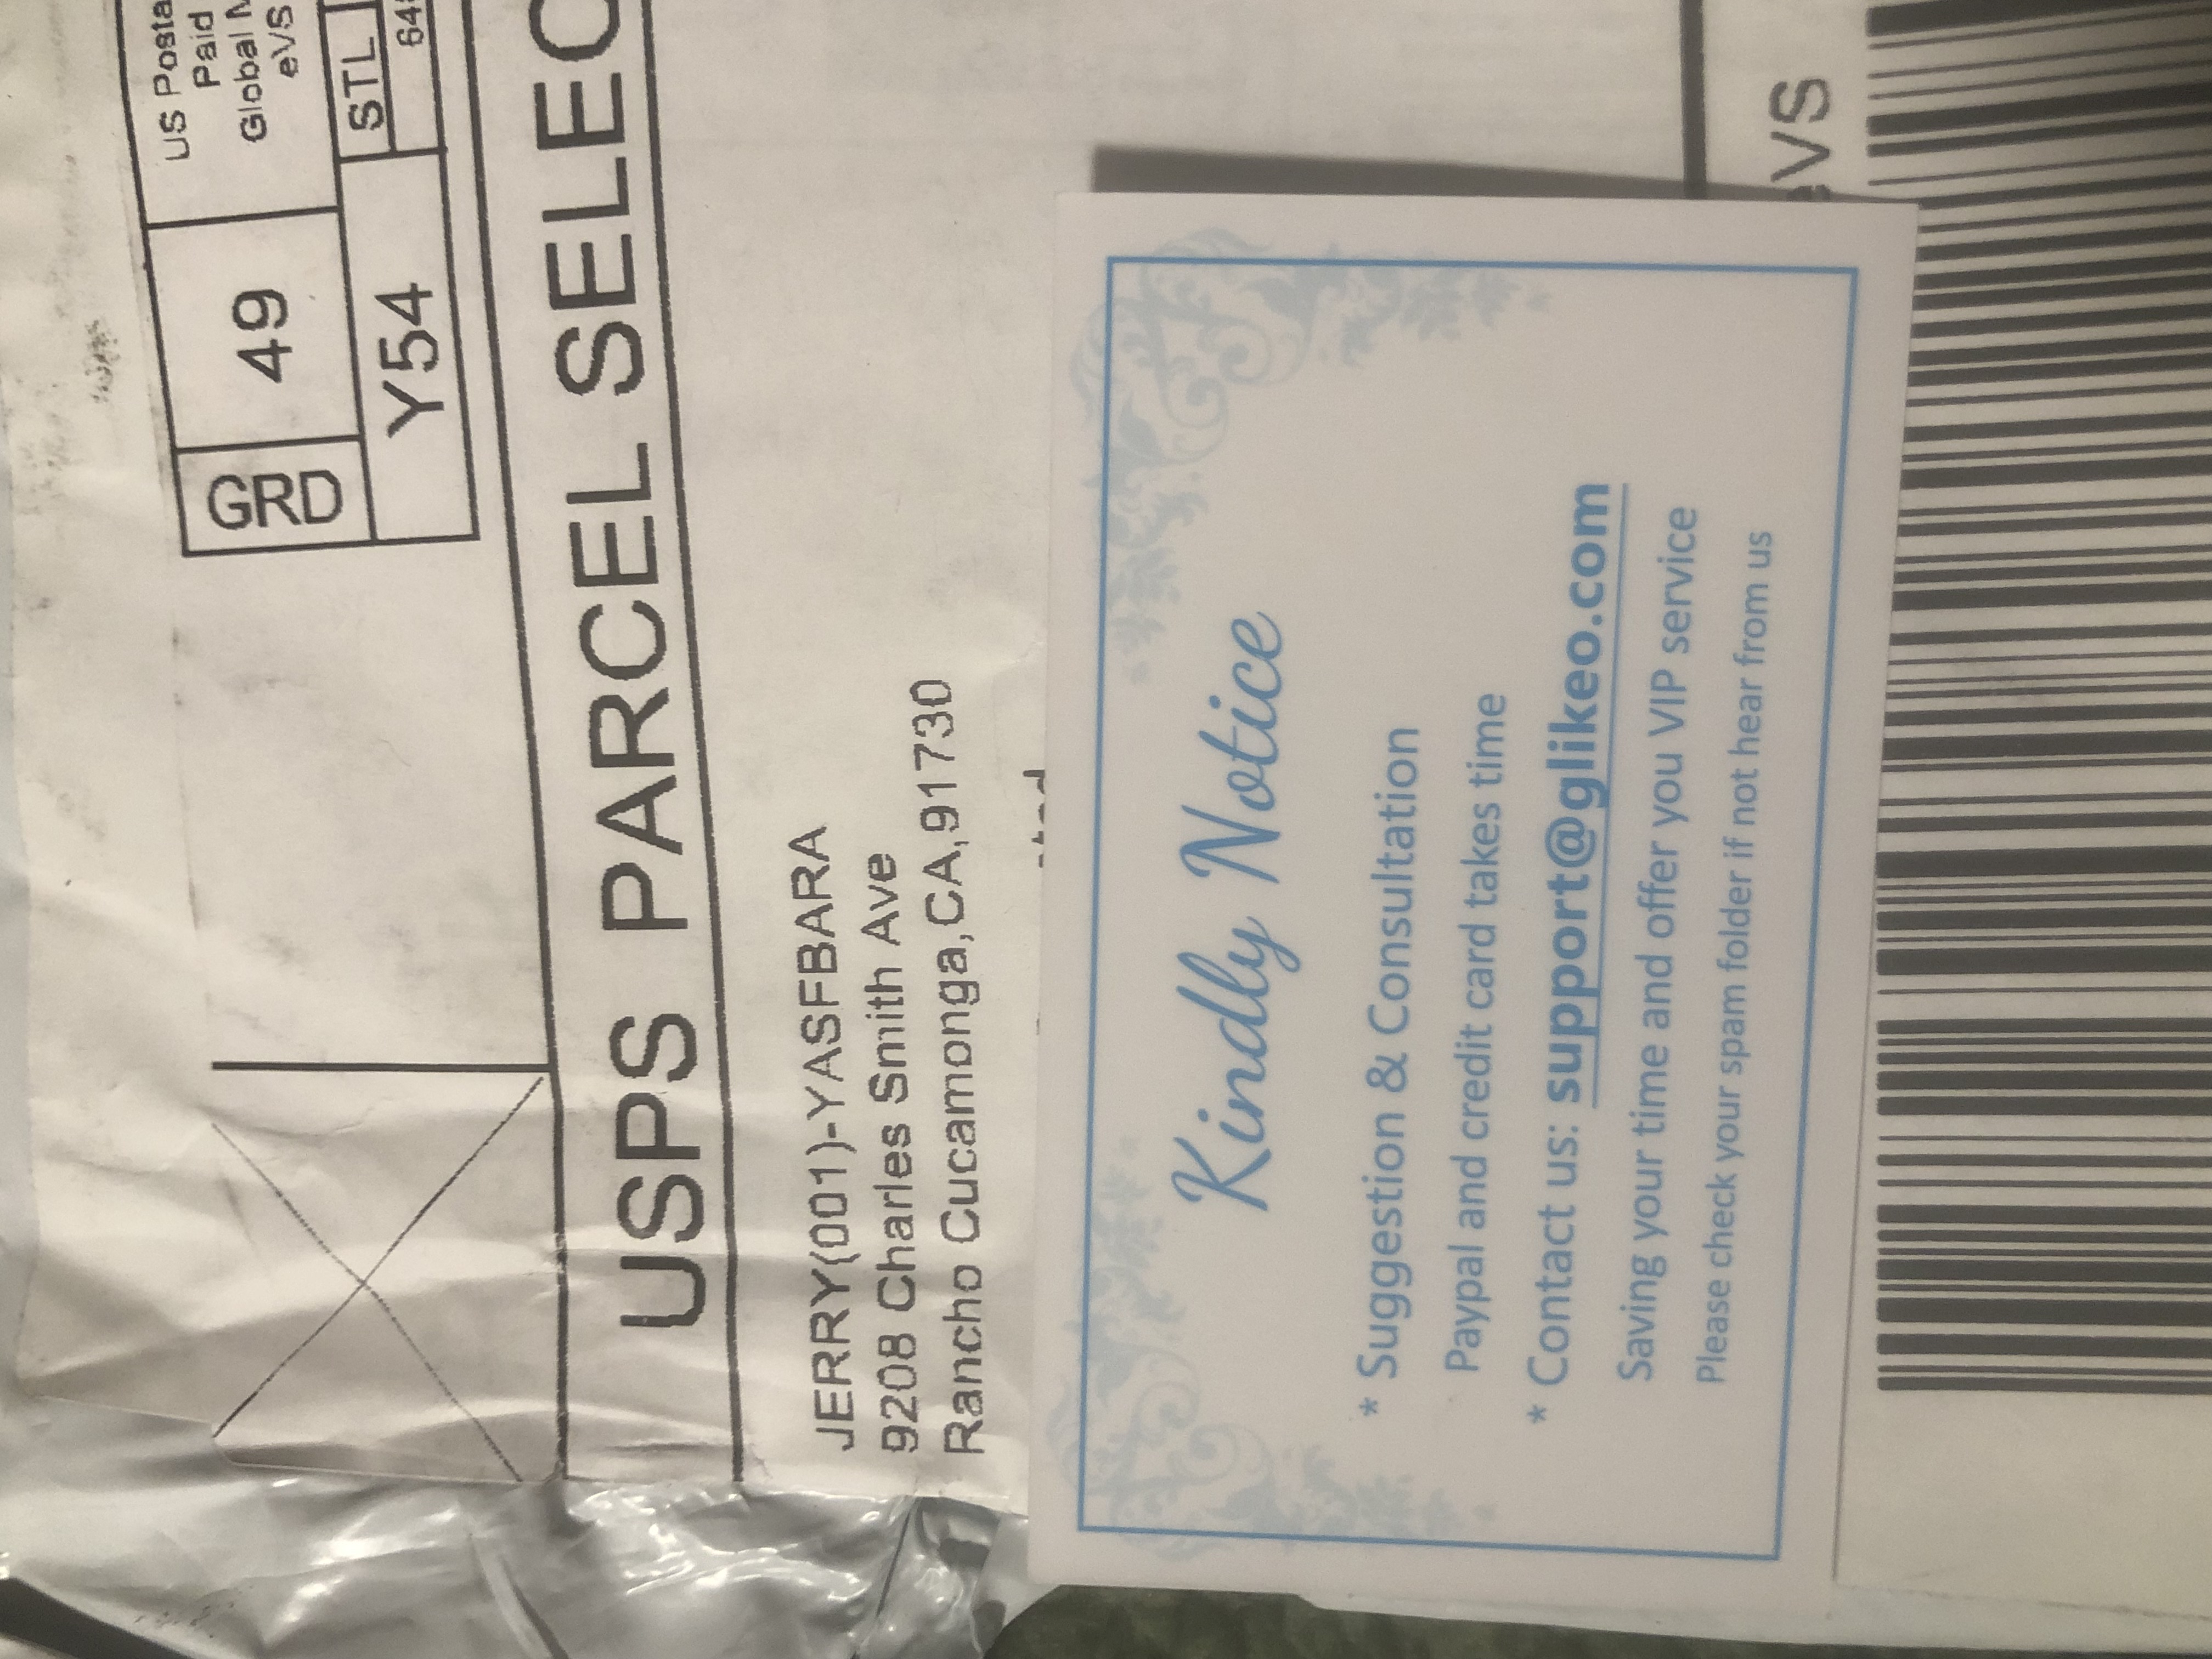 US Posta
Paid
Global
eVS
GRD
49
STL
Y54
USPS PARCEL SELEC
JERRY(001)-YASFBARA
9208 Charles Smith Ave
Rancho Cucamonga,CA,91730
Kindly Notice
* Suggestion & Consultation
Paypal and credit card takes time
* Contact us: support@glikeo.com
Saving your time and offer you VIP service
Please check your spam folder if not hear from us
eVS